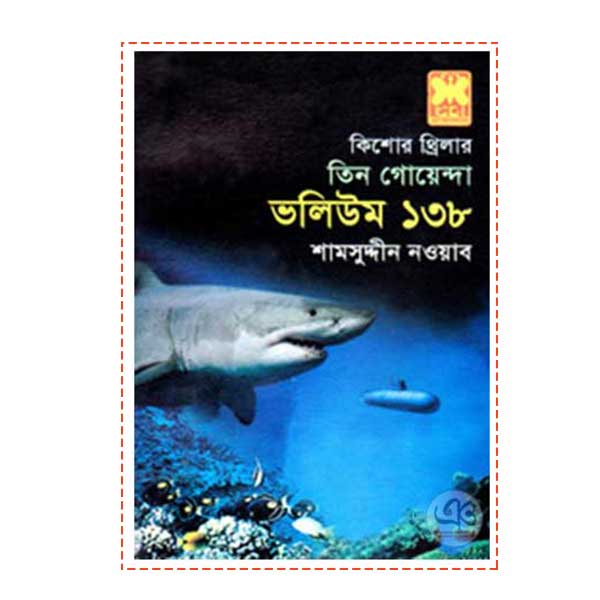 সেবা
কিশোর থ্রিলার
তিন গোয়েন্দা
ভলিউম ১৩৮
শামসুদ্দীন নওয়াব